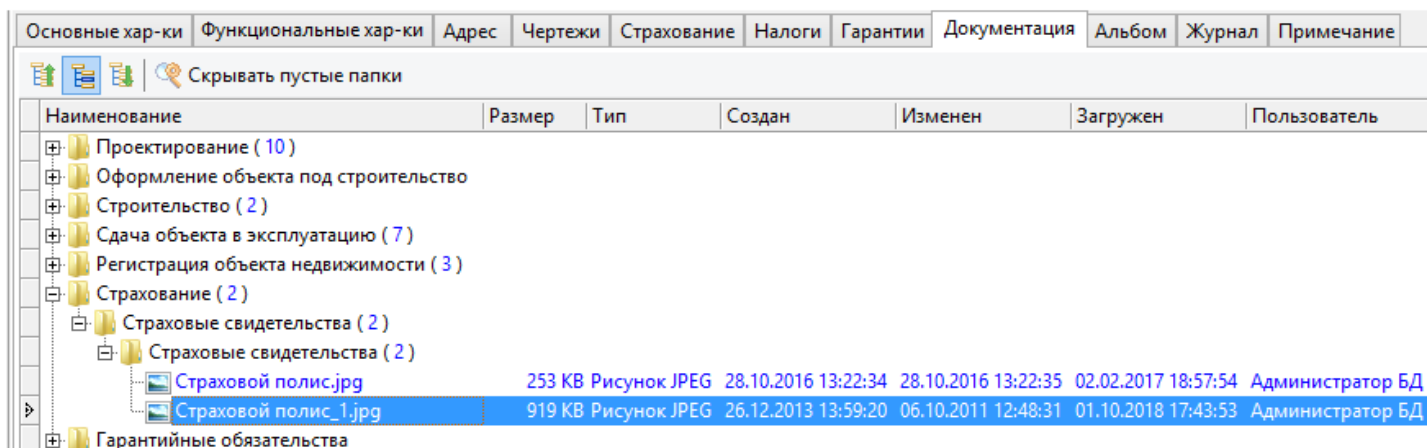 Основные хар-ки Функциональные хар-ки Адрес Чертежи Страхование Налоги Гарантии Документация Альбом Журнал Примечание
Скрывать пустые папки
Наименование Размер Тип Создан Изменен Загружен Пользователь
Проектирование ( 10 )
Оформление объекта под строительство
Строительство ( 2 )
Сдача объекта в эксплуатацию ( 7 )
Регистрация объекта недвижимости ( 3 )
Страхование ( 2 )
Страховые свидетельства ( 2 )
Страховые свидетельства ( 2 )
Страховой полис.jpg 253 KB Рисунок JPEG 28.10.2016 13:22:34 28.10.2016 13:22:35 02.02.2017 18:57:54 Администратор БД
Страховой полис_1.jpg 919 KB Рисунок JPEG 26.12.2013 13:59:20 06.10.2011 12:48:31 01.10.2018 17:43:53 Администратор БД
Гарантийные обязательства